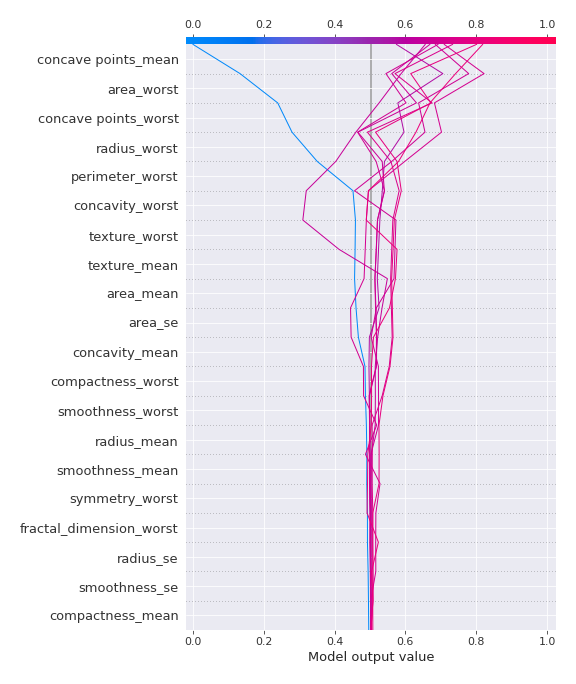 0.0 0.2 0.4 0.6 0.8 1.0
concave points_mean
area_worst
concave points_worst
radius_worst
perimeter_worst
concavity_worst
texture_worst
texture_mean
area_mean
area_se
concavity_mean
compactness_worst
smoothness_worst
radius_mean
smoothness_mean
symmetry_worst
fractal_dimension_worst
radius_se
smoothness_se
compactness_mean
0.0 0.2 0.4 0.6 0.8 1.0
Model output value